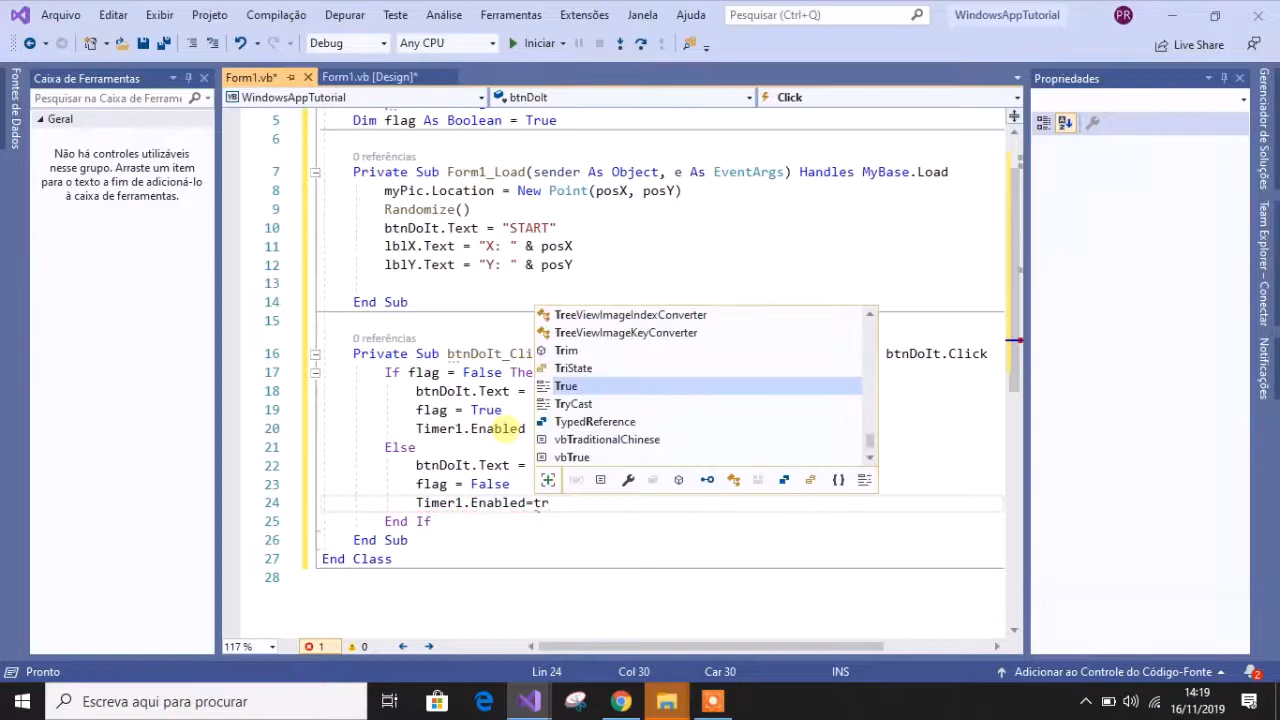 Arquivo Editar Exibir Projeto Compilação Depurar Teste Análise Ferramentas Extensões Janela Ajuda Pesquisar (Ctrl+Q) WindowsAppTutorial PR
Debug Any CPU Iniciar Live Share
Fontes de Dados
Caixa de Ferramentas
Pesquisar na Caixa de Ferrame
Geral
Não há controles utilizáveis
nesse grupo. Arraste um item
para o texto a fim de adicioná-lo
à caixa de ferramentas.
Form1.vb* Form1.vb [Design]*
WindowsAppTutorial btnDoIt Click
5 Dim flag As Boolean = True
6
0 referências
7 Private Sub Form1_Load(sender As Object, e As EventArgs) Handles MyBase.Load
8 myPic.Location = New Point(posX, posY)
9 Randomize()
10 btnDoIt.Text = "START"
11 lblX.Text = "X: " & posX
12 lblY.Text = "Y: " & posY
13
14 End Sub
15
0 referências
16 Private Sub btnDoIt_Cli btnDoIt.Click
17 If flag = False The
18 btnDoIt.Text =
19 flag = True
20 Timer1.Enabled
21 Else
22 btnDoIt.Text =
23 flag = False
24 Timer1.Enabled=tr
25 End If
26 End Sub
27 End Class
28
TreeViewImageIndexConverter
TreeViewImageKeyConverter
Trim
TriState
True
TryCast
TypedReference
vbTraditionalChinese
vbTrue
117 % 1 0
Propriedades
Gerenciador de Soluções
Team Explorer – Conectar
Notificações
Pronto Lin 24 Col 30 Car 30 INS Adicionar ao Controle do Código-Fonte 2
Escreva aqui para procurar
14:19
16/11/2019